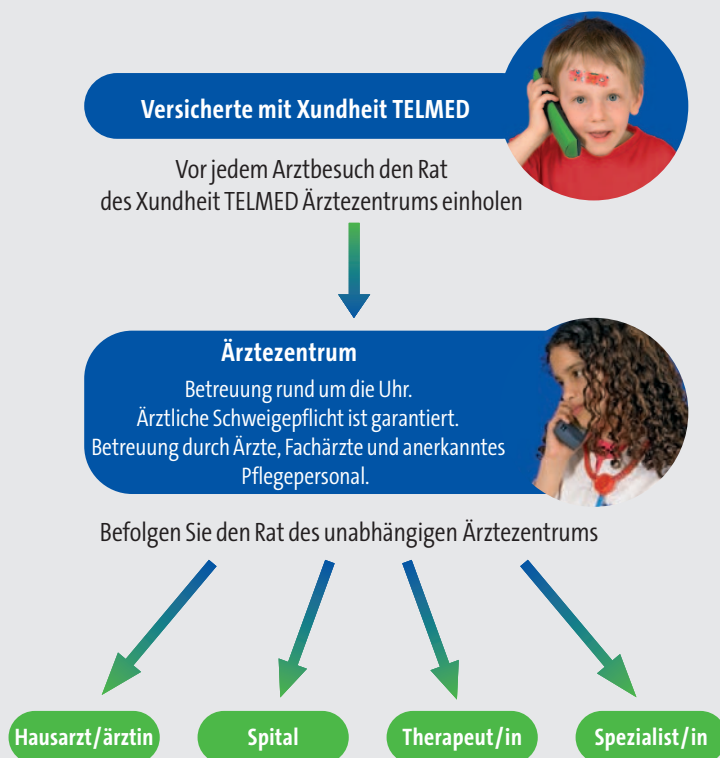 Versicherte mit Xundheit TELMED
Vor jedem Arztbesuch den Rat
des Xundheit TELMED Ärztezentrums einholen
Ärztezentrum
Betreuung rund um die Uhr.
Ärztliche Schweigepflicht ist garantiert.
Betreuung durch Ärzte, Fachärzte und anerkanntes
Pflegepersonal.
Befolgen Sie den Rat des unabhängigen Ärztezentrums
Hausarzt/ärztin
Spital
Therapeut/in
Spezialist/in